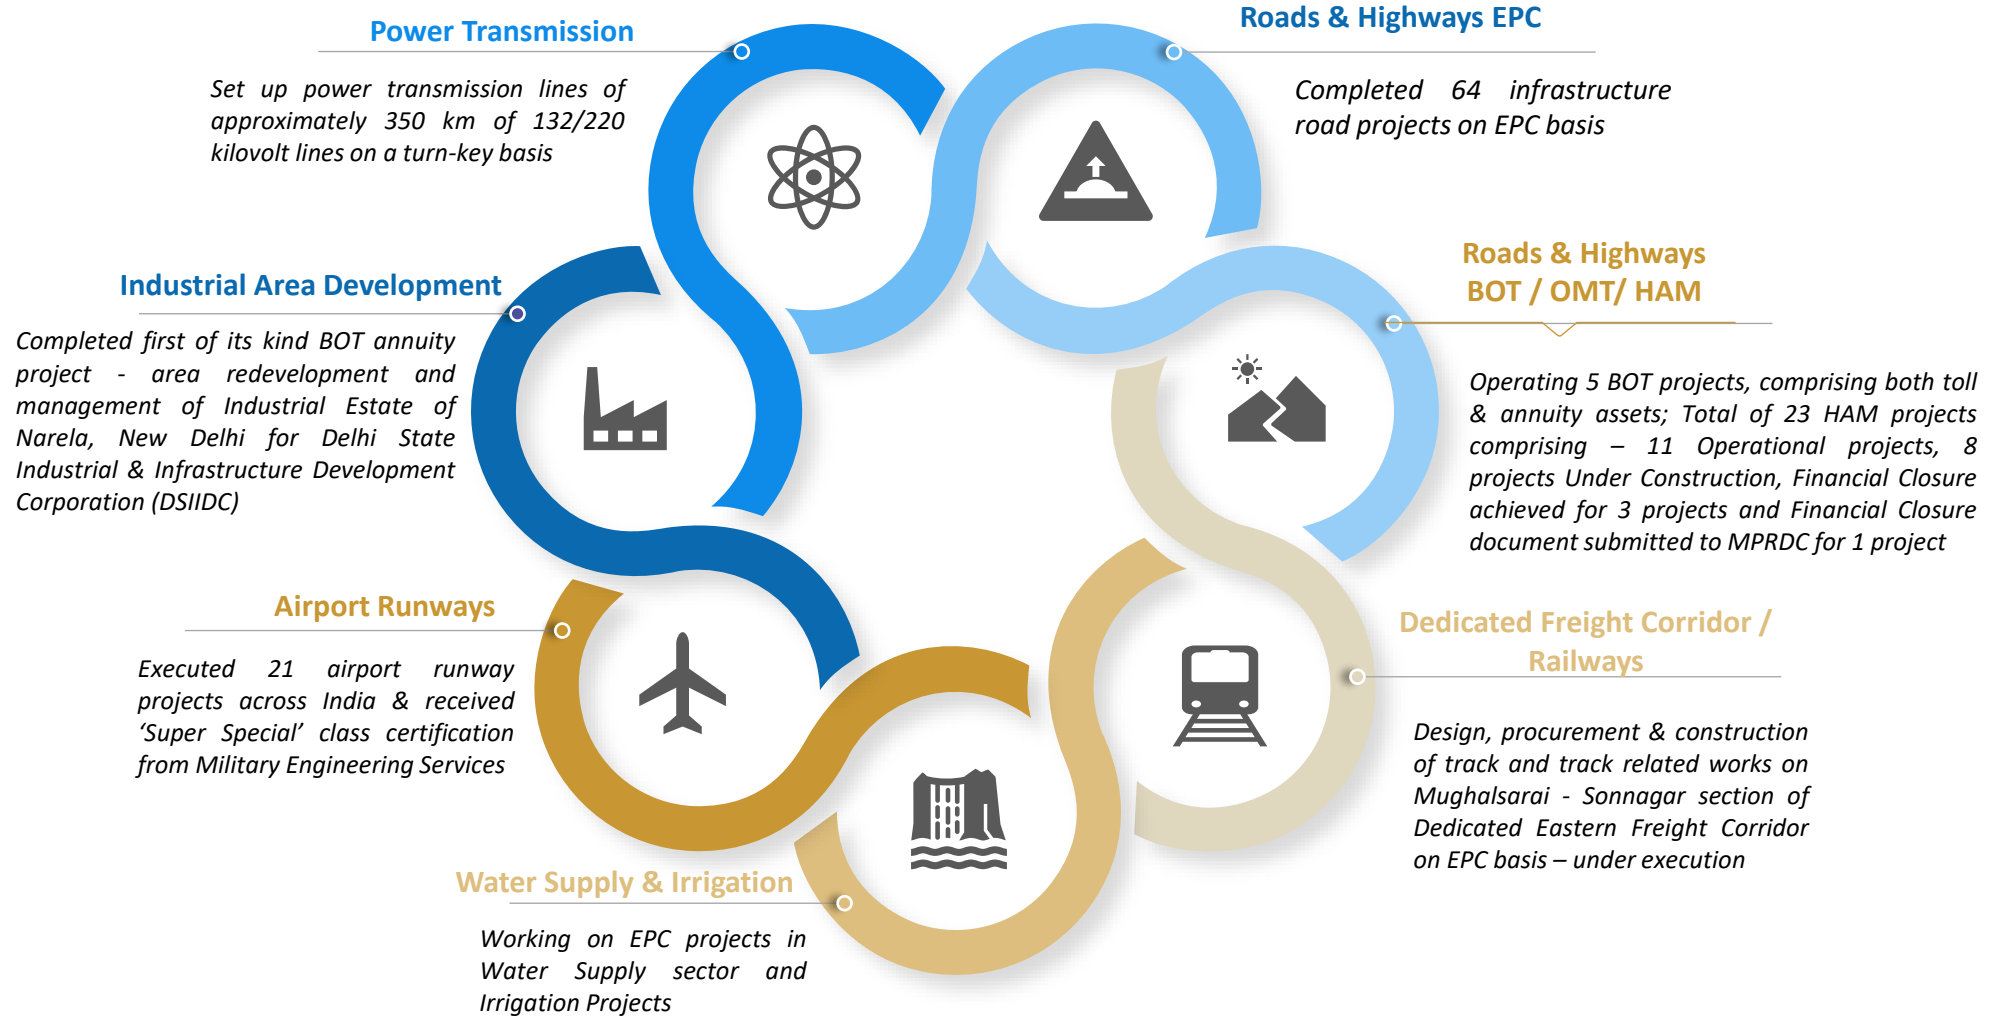 Power Transmission
Set up power transmission lines of
approximately 350 km of 132/220
kilovolt lines on a turn-key basis
Roads & Highways EPC
Completed 64 infrastructure
road projects on EPC basis
Industrial Area Development
Completed first of its kind BOT annuity
project - area redevelopment and
management of Industrial Estate of
Narela, New Delhi for Delhi State
Industrial & Infrastructure Development
Corporation (DSIIDC)
Roads & Highways
BOT / OMT/ HAM
Operating 5 BOT projects, comprising both toll
& annuity assets; Total of 23 HAM projects
comprising – 11 Operational projects, 8
projects Under Construction, Financial Closure
achieved for 3 projects and Financial Closure
document submitted to MPRDC for 1 project
Airport Runways
Executed 21 airport runway
projects across India & received
‘Super Special’ class certification
from Military Engineering Services
Dedicated Freight Corridor /
Railways
Design, procurement & construction
of track and track related works on
Mughalsarai - Sonnagar section of
Dedicated Eastern Freight Corridor
on EPC basis – under execution
Water Supply & Irrigation
Working on EPC projects in
Water Supply sector and
Irrigation Projects